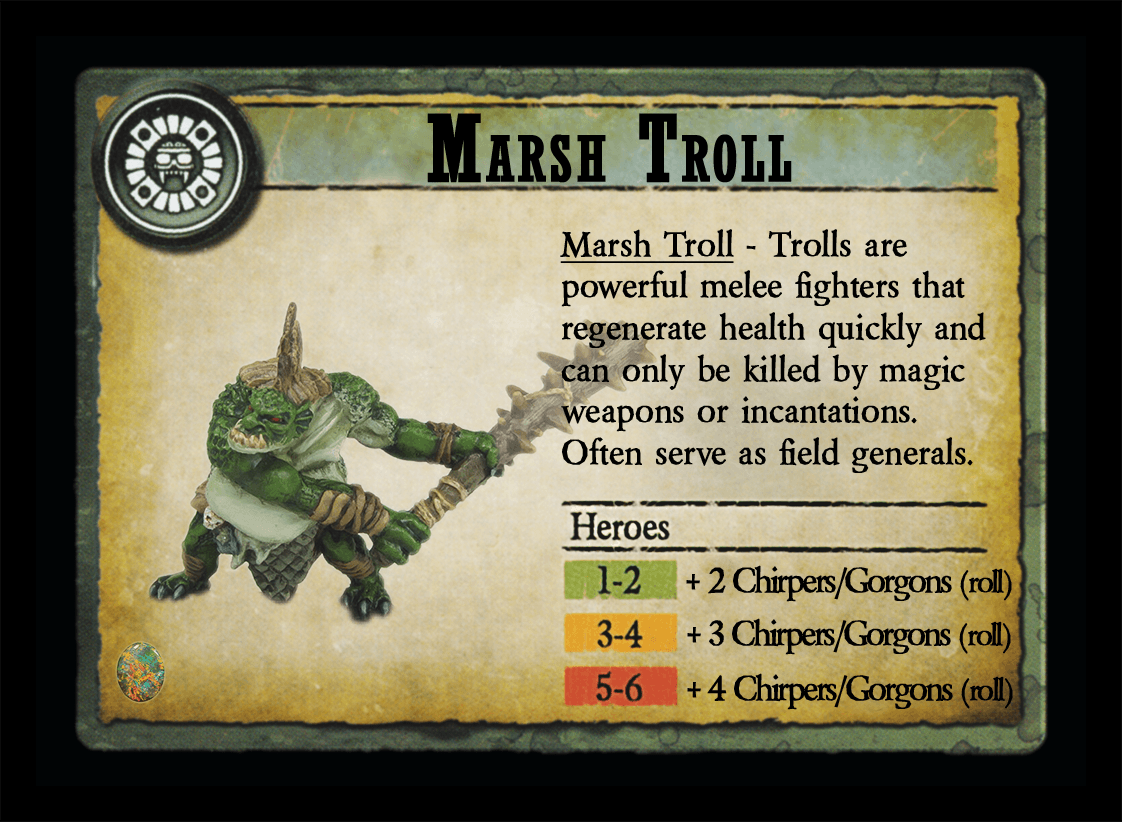 Marsh Troll
Marsh Troll - Trolls are
powerful melee fighters that
regenerate health quickly and
can only be killed by magic
weapons or incantations.
Often serve as field generals.
Heroes
1-2 + 2 Chirpers/Gorgons (roll)
3-4 + 3 Chirpers/Gorgons (roll)
5-6 + 4 Chirpers/Gorgons (roll)